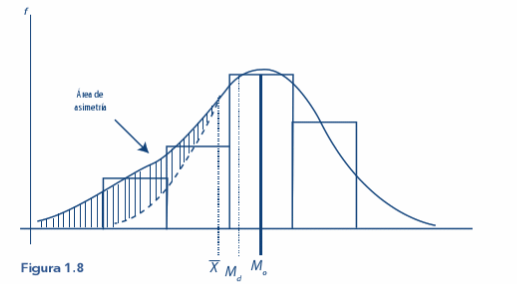 f
Área de
asimetría
X̅ Md Mo
Figura 1.8